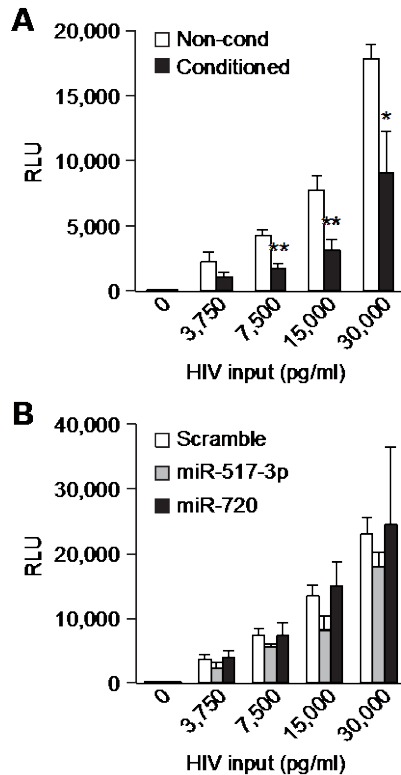 A
20,000
Non-cond
Conditioned
15,000
10,000
5,000
0
RLU
*
**
**
0
3,750
7,500
15,000
30,000
HIV input (pg/ml)
B
40,000
Scramble
miR-517-3p
miR-720
30,000
20,000
10,000
0
RLU
0
3,750
7,500
15,000
30,000
HIV input (pg/ml)